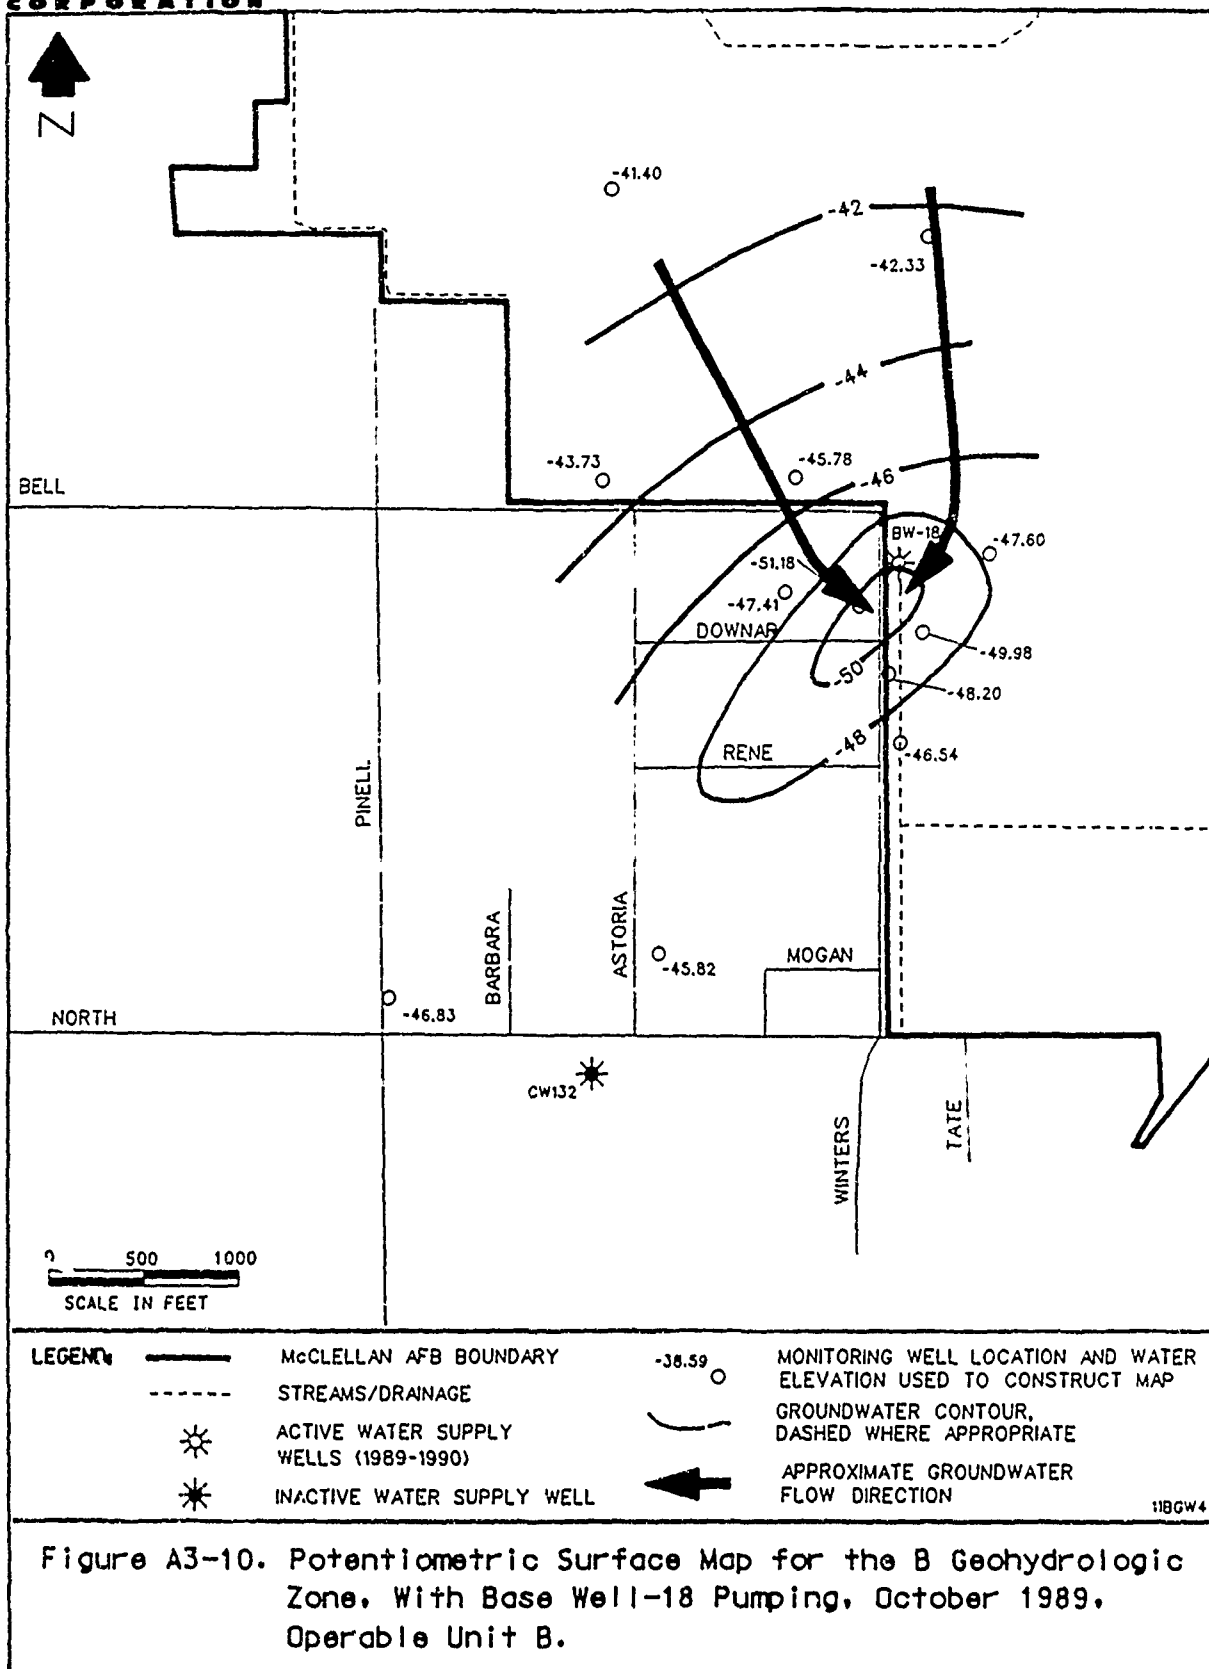 CORPORATION
Z
-41.40
-42
-42.33
-44
-43.73
-45.78
-46
BELL
BW-18
-47.60
-51.18
-47.41
DOWNAR
-49.98
-50
-48.20
-48
RENE
-46.54
PINELL
BARBARA
ASTORIA
-45.82
MOGAN
-46.83
NORTH
CW132
WINTERS
TATE
0 500 1000
SCALE IN FEET
LEGEND
McCLELLAN AFB BOUNDARY
STREAMS/DRAINAGE
ACTIVE WATER SUPPLY
WELLS (1989-1990)
INACTIVE WATER SUPPLY WELL
-38.59
MONITORING WELL LOCATION AND WATER
ELEVATION USED TO CONSTRUCT MAP
GROUNDWATER CONTOUR,
DASHED WHERE APPROPRIATE
APPROXIMATE GROUNDWATER
FLOW DIRECTION
11BGW4
Figure A3-10. Potentiometric Surface Map for the B Geohydrologic
Zone, With Base Well-18 Pumping, October 1989,
Operable Unit B.